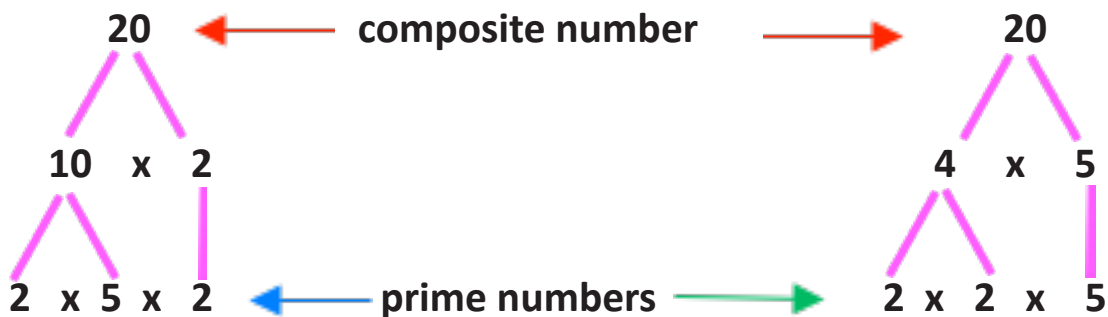 20 composite number 20
10 x 2 4 x 5
2 x 5 x 2 prime numbers 2 x 2 x 5